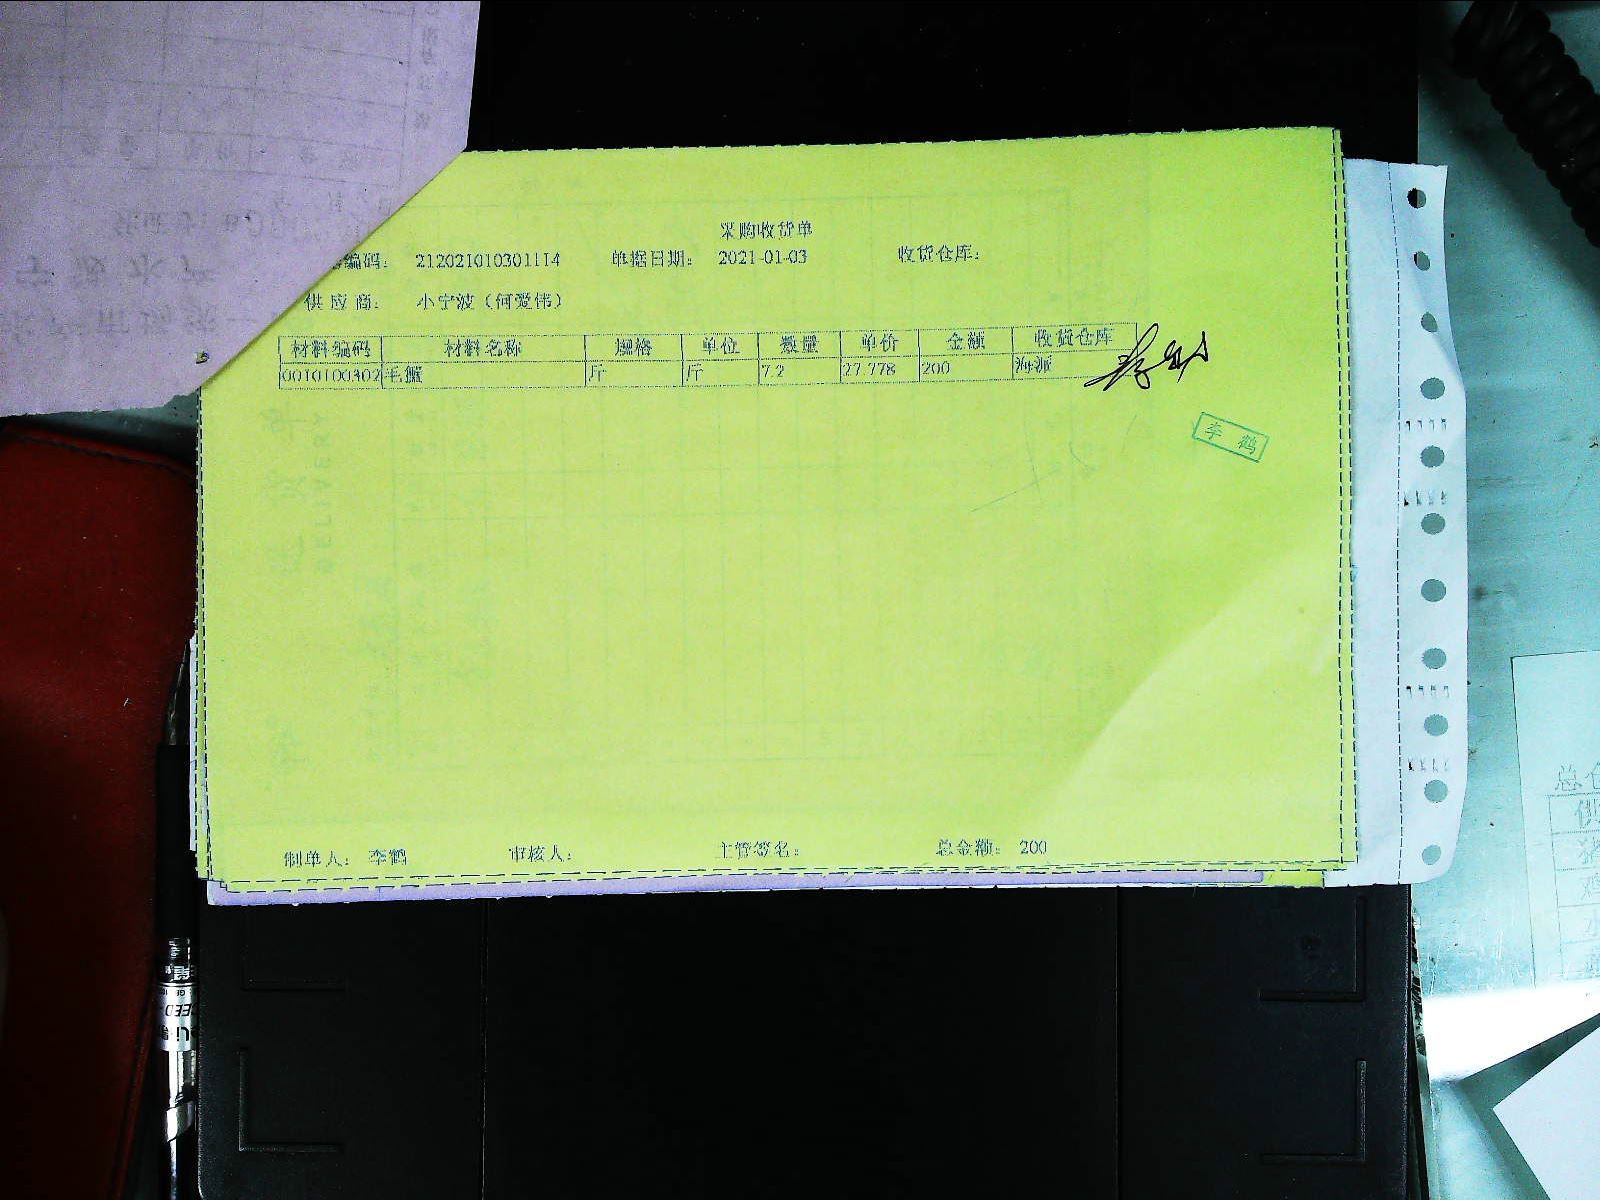 采购收货单
编码： 212021010301114 单据日期： 2021-01-03 收货仓库：
供应商： 小宁波（何爱伟）
材料编码 材料名称 规格 单位 数量 单价 金额 收货仓库
0010100302 毛蟹 斤 斤 7.2 27.778 200 海派
李鹤
制单人： 李鹤 审核人： 主管签名： 总金额： 200
总仓